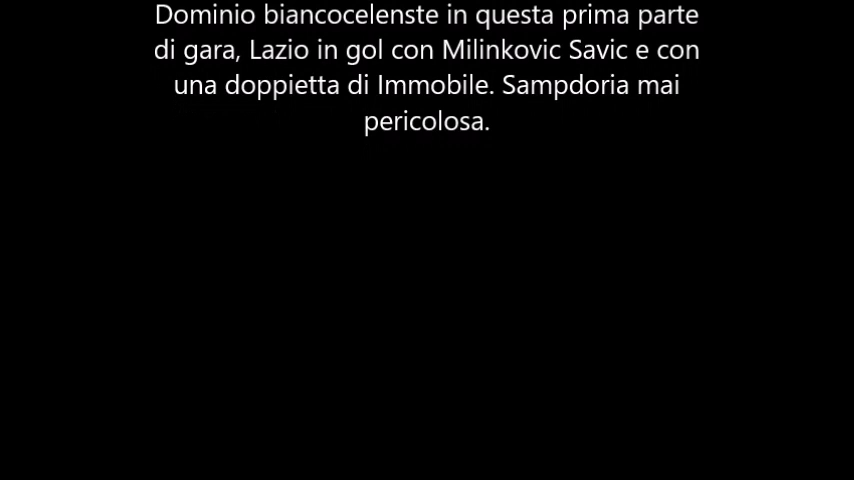 Dominio biancocelenste in questa prima parte
di gara, Lazio in gol con Milinkovic Savic e con
una doppietta di Immobile. Sampdoria mai
pericolosa.